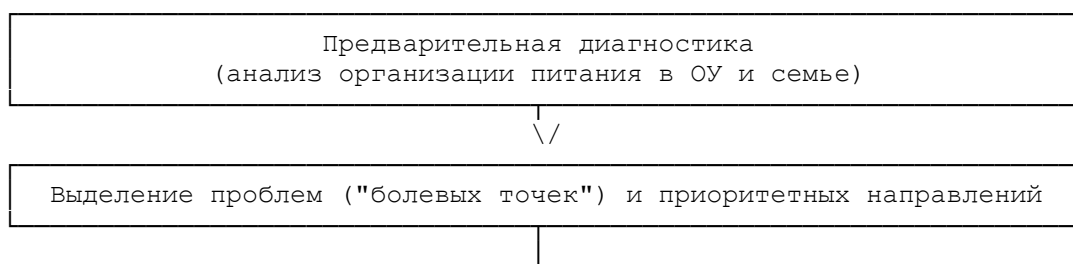 Предварительная диагностика
(анализ организации питания в ОУ и семье)
\/
Выделение проблем ("болевых точек") и приоритетных направлений